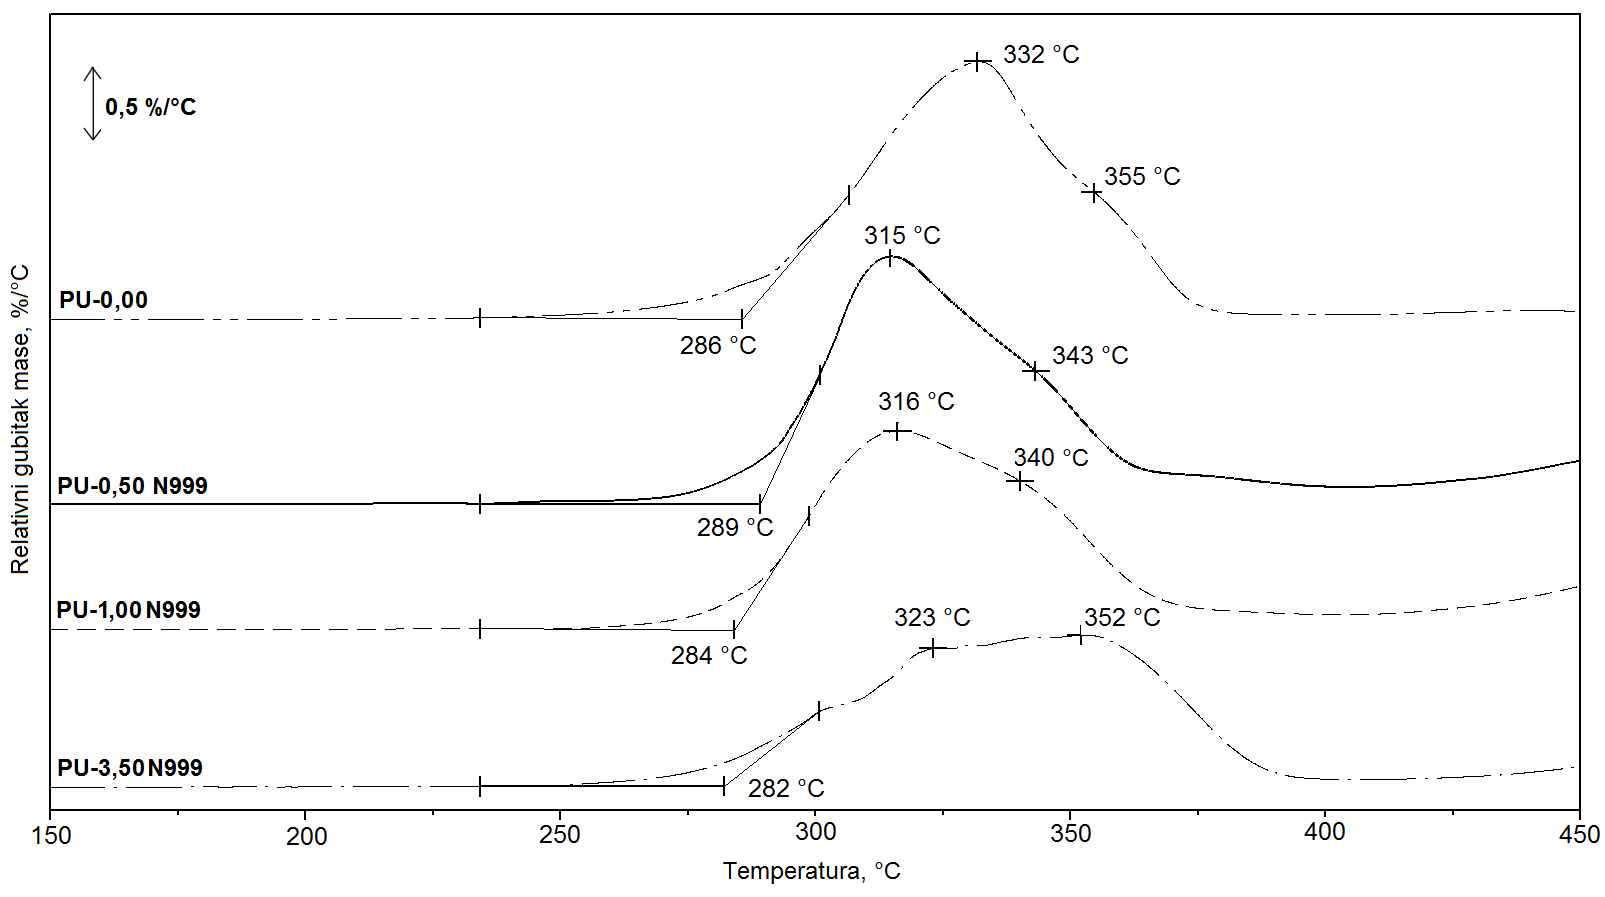 332 °C
0,5 %/°C
355 °C
315 °C
PU-0,00
286 °C
343 °C
316 °C
340 °C
PU-0,50 N999
289 °C
Relativni gubitak mase, %/°C
PU-1,00 N999
323 °C
352 °C
284 °C
PU-3,50 N999
282 °C
150 200 250 300 350 400 450
Temperatura, °C